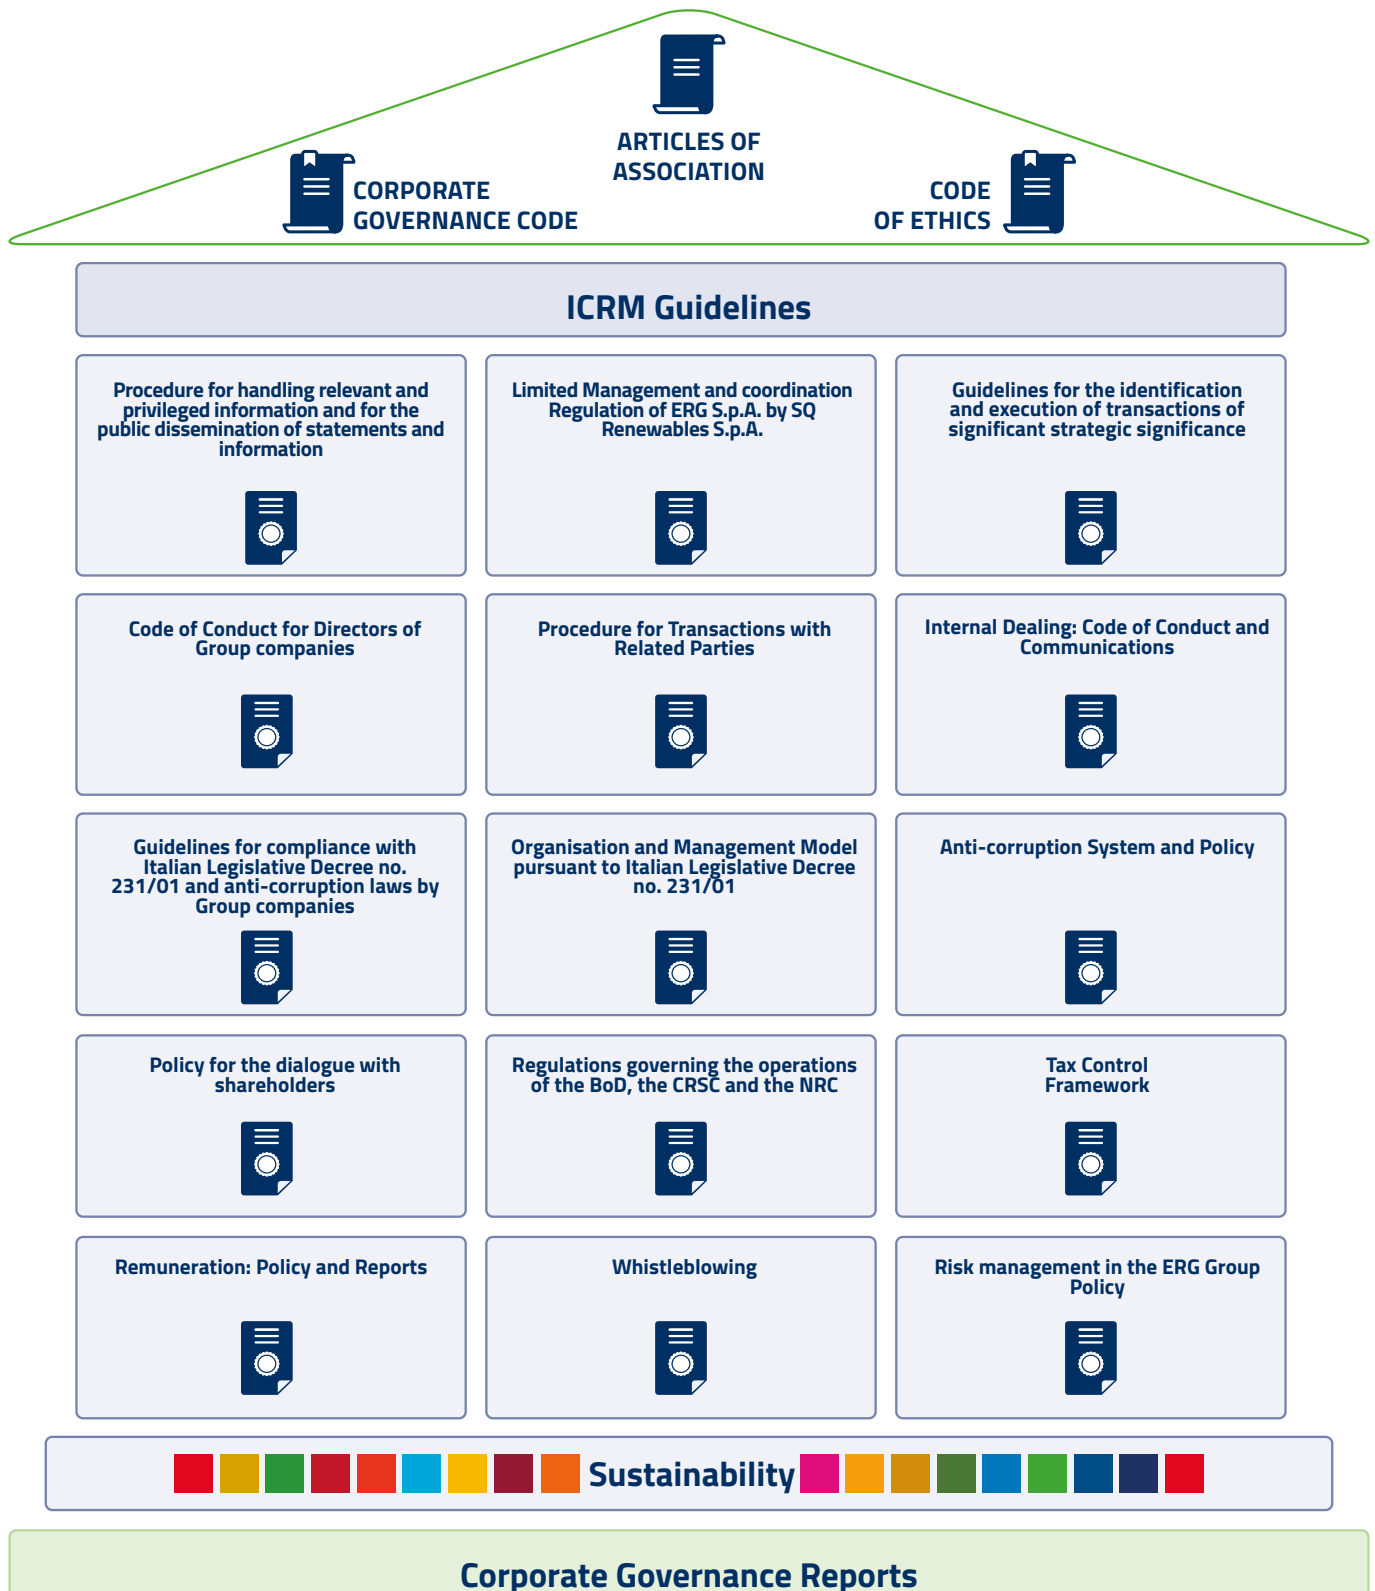 ARTICLES OF
ASSOCIATION
CORPORATE
GOVERNANCE CODE
CODE
OF ETHICS
ICRM Guidelines
Procedure for handling relevant and
privileged information and for the
public dissemination of statements and
information
Limited Management and coordination
Regulation of ERG S.p.A. by SQ
Renewables S.p.A.
Guidelines for the identification
and execution of transactions of
significant strategic significance
Code of Conduct for Directors of
Group companies
Procedure for Transactions with
Related Parties
Internal Dealing: Code of Conduct and
Communications
Guidelines for compliance with
Italian Legislative Decree no.
231/01 and anti-corruption laws by
Group companies
Organisation and Management Model
pursuant to Italian Legislative Decree
no. 231/01
Anti-corruption System and Policy
Policy for the dialogue with
shareholders
Regulations governing the operations
of the BoD, the CRSC and the NRC
Tax Control
Framework
Remuneration: Policy and Reports
Whistleblowing
Risk management in the ERG Group
Policy
Sustainability
Corporate Governance Reports